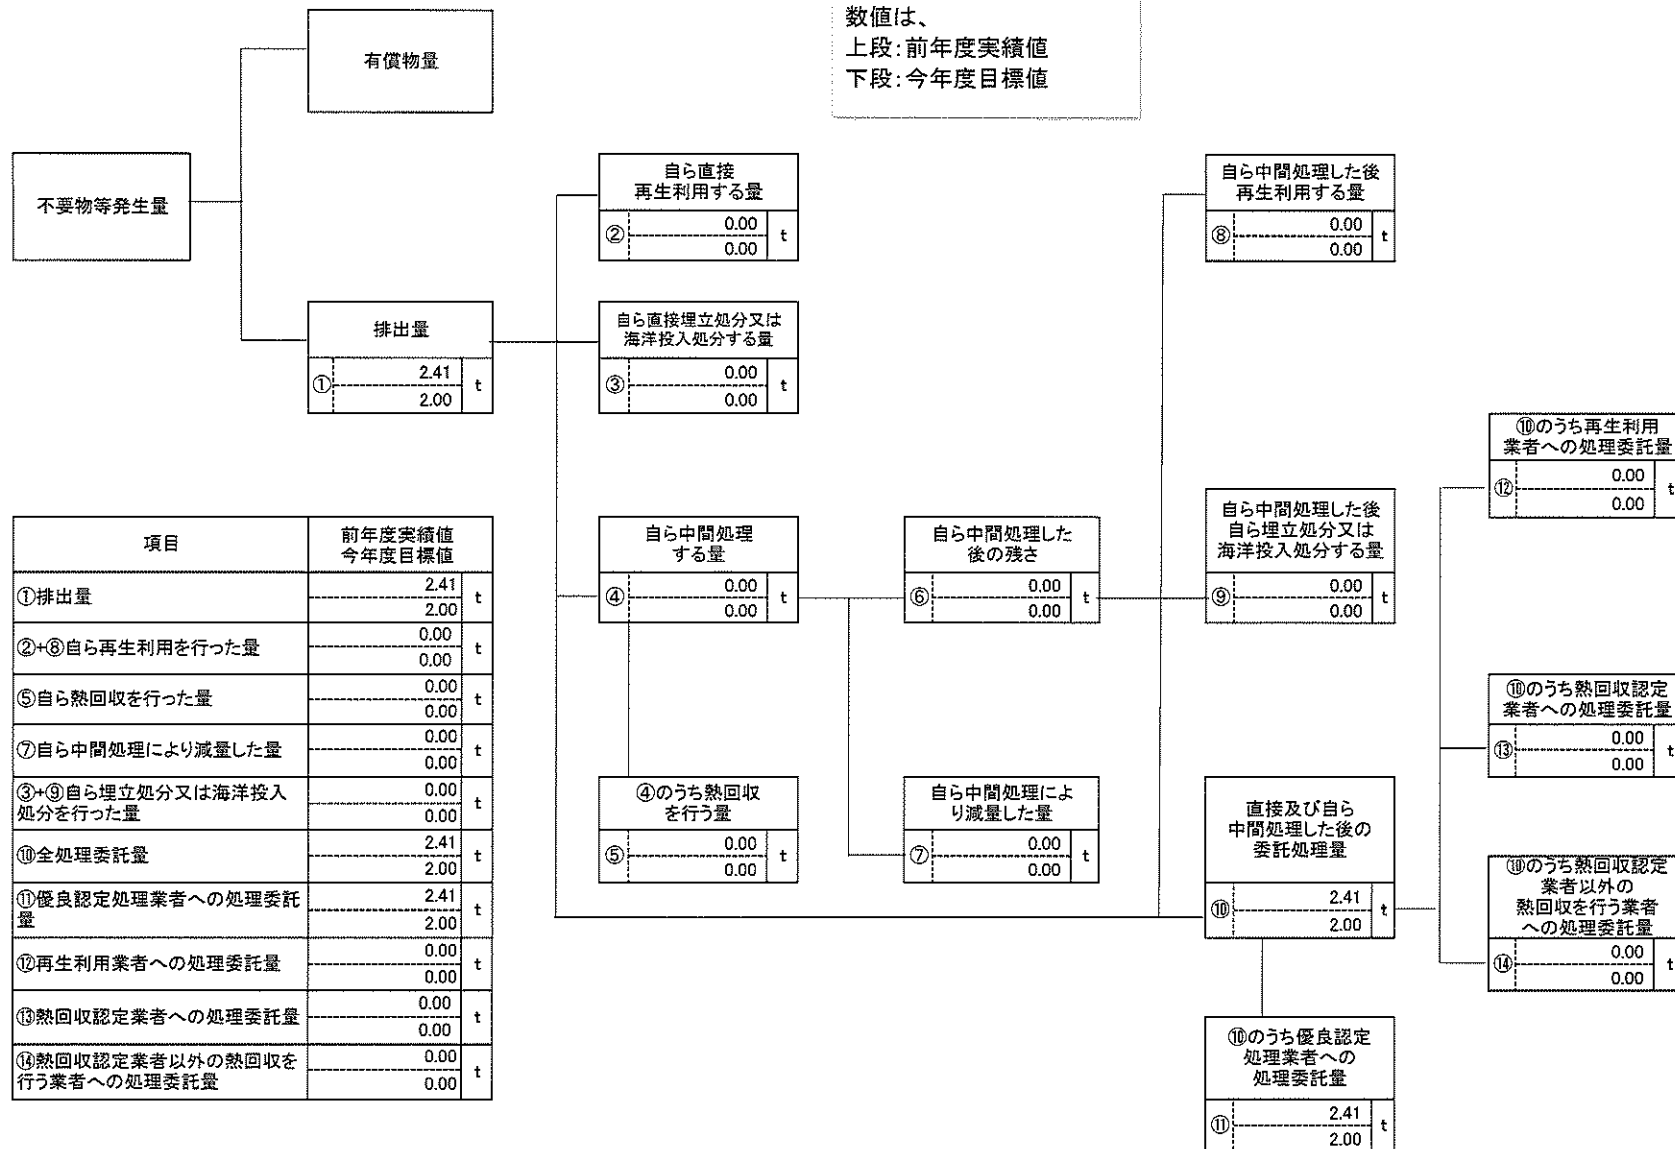 数値は、
上段:前年度実績値
下段:今年度目標値
有償物量
不要物等発生量
排出量
①
2.41
2.00
t
自ら直接
再生利用する量
②
0.00
0.00
t
自ら直接埋立処分又は
海洋投入処分する量
③
0.00
0.00
t
自ら中間処理
する量
④
0.00
0.00
t
④のうち熱回収
を行う量
⑤
0.00
0.00
t
自ら中間処理した
後の残さ
⑥
0.00
0.00
t
自ら中間処理によ
り減量した量
⑦
0.00
0.00
t
自ら中間処理した後
再生利用する量
⑧
0.00
0.00
t
自ら中間処理した後
自ら埋立処分又は
海洋投入処分する量
⑨
0.00
0.00
t
直接及び自ら
中間処理した後の
委託処理量
⑩
2.41
2.00
t
⑩のうち優良認定
処理業者への
処理委託量
⑪
2.41
2.00
t
⑩のうち再生利用
業者への処理委託量
⑫
0.00
0.00
t
⑩のうち熱回収認定
業者への処理委託量
⑬
0.00
0.00
t
⑩のうち熱回収認定
業者以外の
熱回収を行う業者
への処理委託量
⑭
0.00
0.00
t
項目
前年度実績値
今年度目標値
①排出量
2.41
2.00
t
②+⑧自ら再生利用を行った量
0.00
0.00
t
⑤自ら熱回収を行った量
0.00
0.00
t
⑦自ら中間処理により減量した量
0.00
0.00
t
③+⑨自ら埋立処分又は海洋投入
処分を行った量
0.00
0.00
t
⑩全処理委託量
2.41
2.00
t
⑪優良認定処理業者への処理委託
量
2.41
2.00
t
⑫再生利用業者への処理委託量
0.00
0.00
t
⑬熱回収認定業者への処理委託量
0.00
0.00
t
⑭熱回収認定業者以外の熱回収を
行う業者への処理委託量
0.00
0.00
t